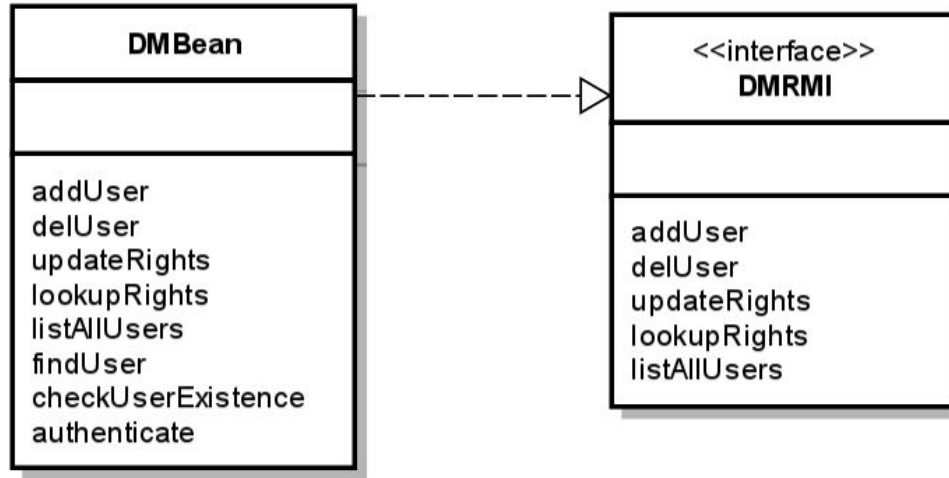 DMBean
addUser
delUser
updateRights
lookupRights
listAllUsers
findUser
checkUserExistence
authenticate
<<interface>>
DMRMI
addUser
delUser
updateRights
lookupRights
listAllUsers